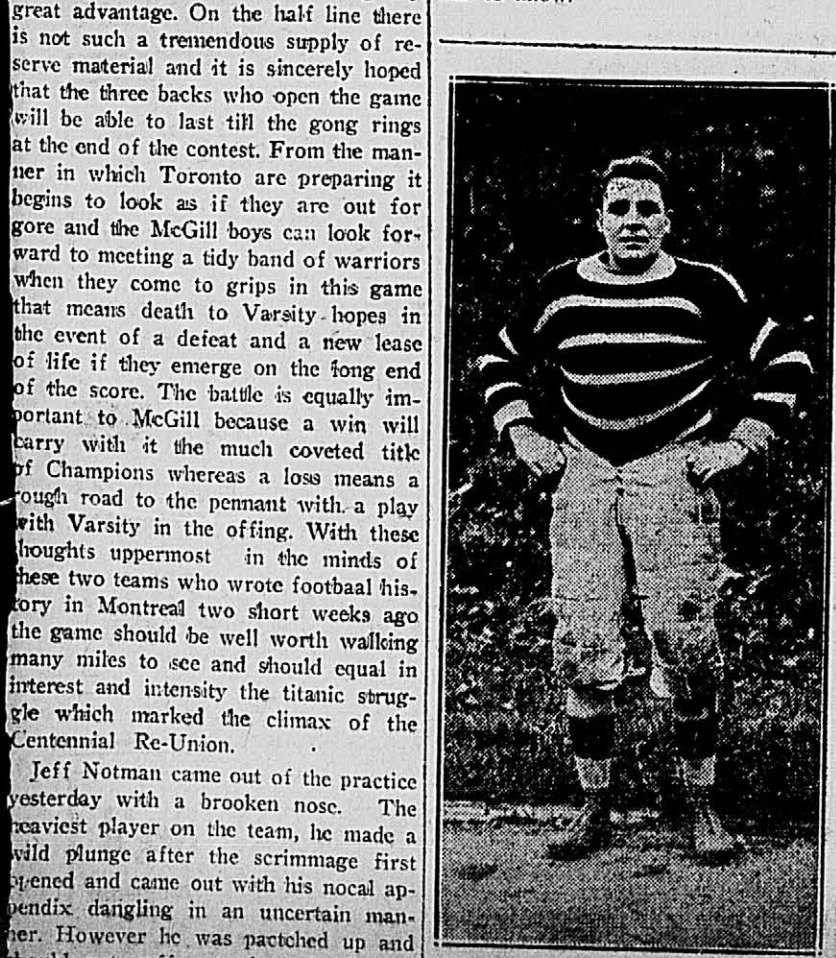 great advantage. On the half line there
is not such a tremendous supply of re-
serve material and it is sincerely hoped
that the three backs who open the game
will be able to last till the gong rings
at the end of the contest. From the man-
ner in which Toronto are preparing it
begins to look as if they are out for
gore and the McGill boys can look for-
ward to meeting a tidy band of warriors
when they come to grips in this game
that means death to Varsity hopes in
the event of a defeat and a new lease
of life if they emerge on the long end
of the score. The battle is equally im-
portant to McGill because a win will
carry with it the much coveted title
of Champions whereas a loss means a
rough road to the pennant with a play
with Varsity in the offing. With these
houghts uppermost in the minds of
these two teams who wrote footbaal his-
tory in Montreal two short weeks ago
the game should be well worth walking
many miles to see and should equal in
interest and intensity the titanic strug-
gle which marked the climax of the
Centennial Re-Union.
Jeff Notman came out of the practice
yesterday with a brooken nose. The
heaviest player on the team, he made a
wild plunge after the scrimmage first
opened and came out with his nocal ap-
pendix dangling in an uncertain man-
ner. However he was pactched up and